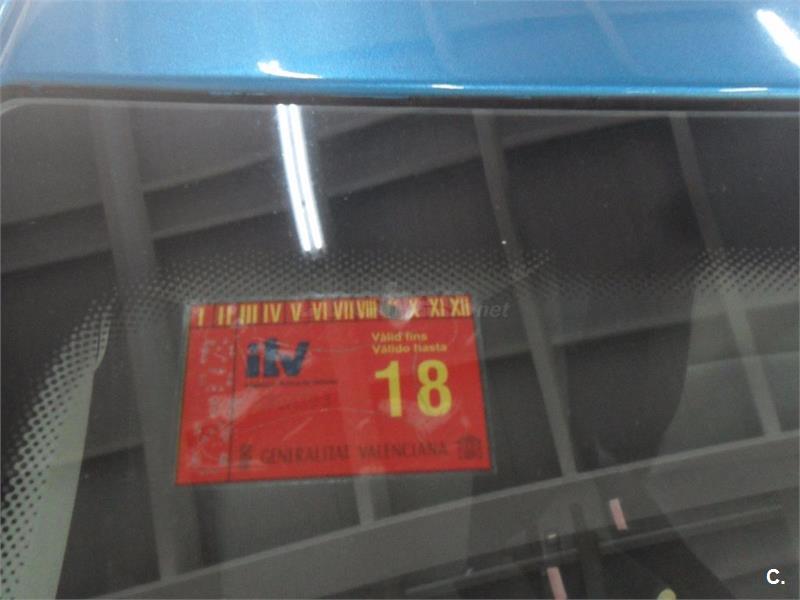 I II III IV V VI VII VIII X XI XII
itv
Vàlid fins
Válido hasta
18
GENERALITAT VALENCIANA
C.